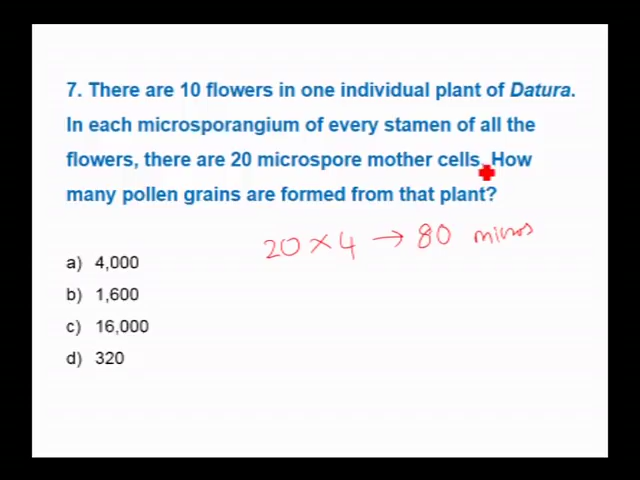 7. There are 10 flowers in one individual plant of Datura.
In each microsporangium of every stamen of all the
flowers, there are 20 microspore mother cells. How
many pollen grains are formed from that plant?
20 × 4 → 80 micros
a) 4,000
b) 1,600
c) 16,000
d) 320